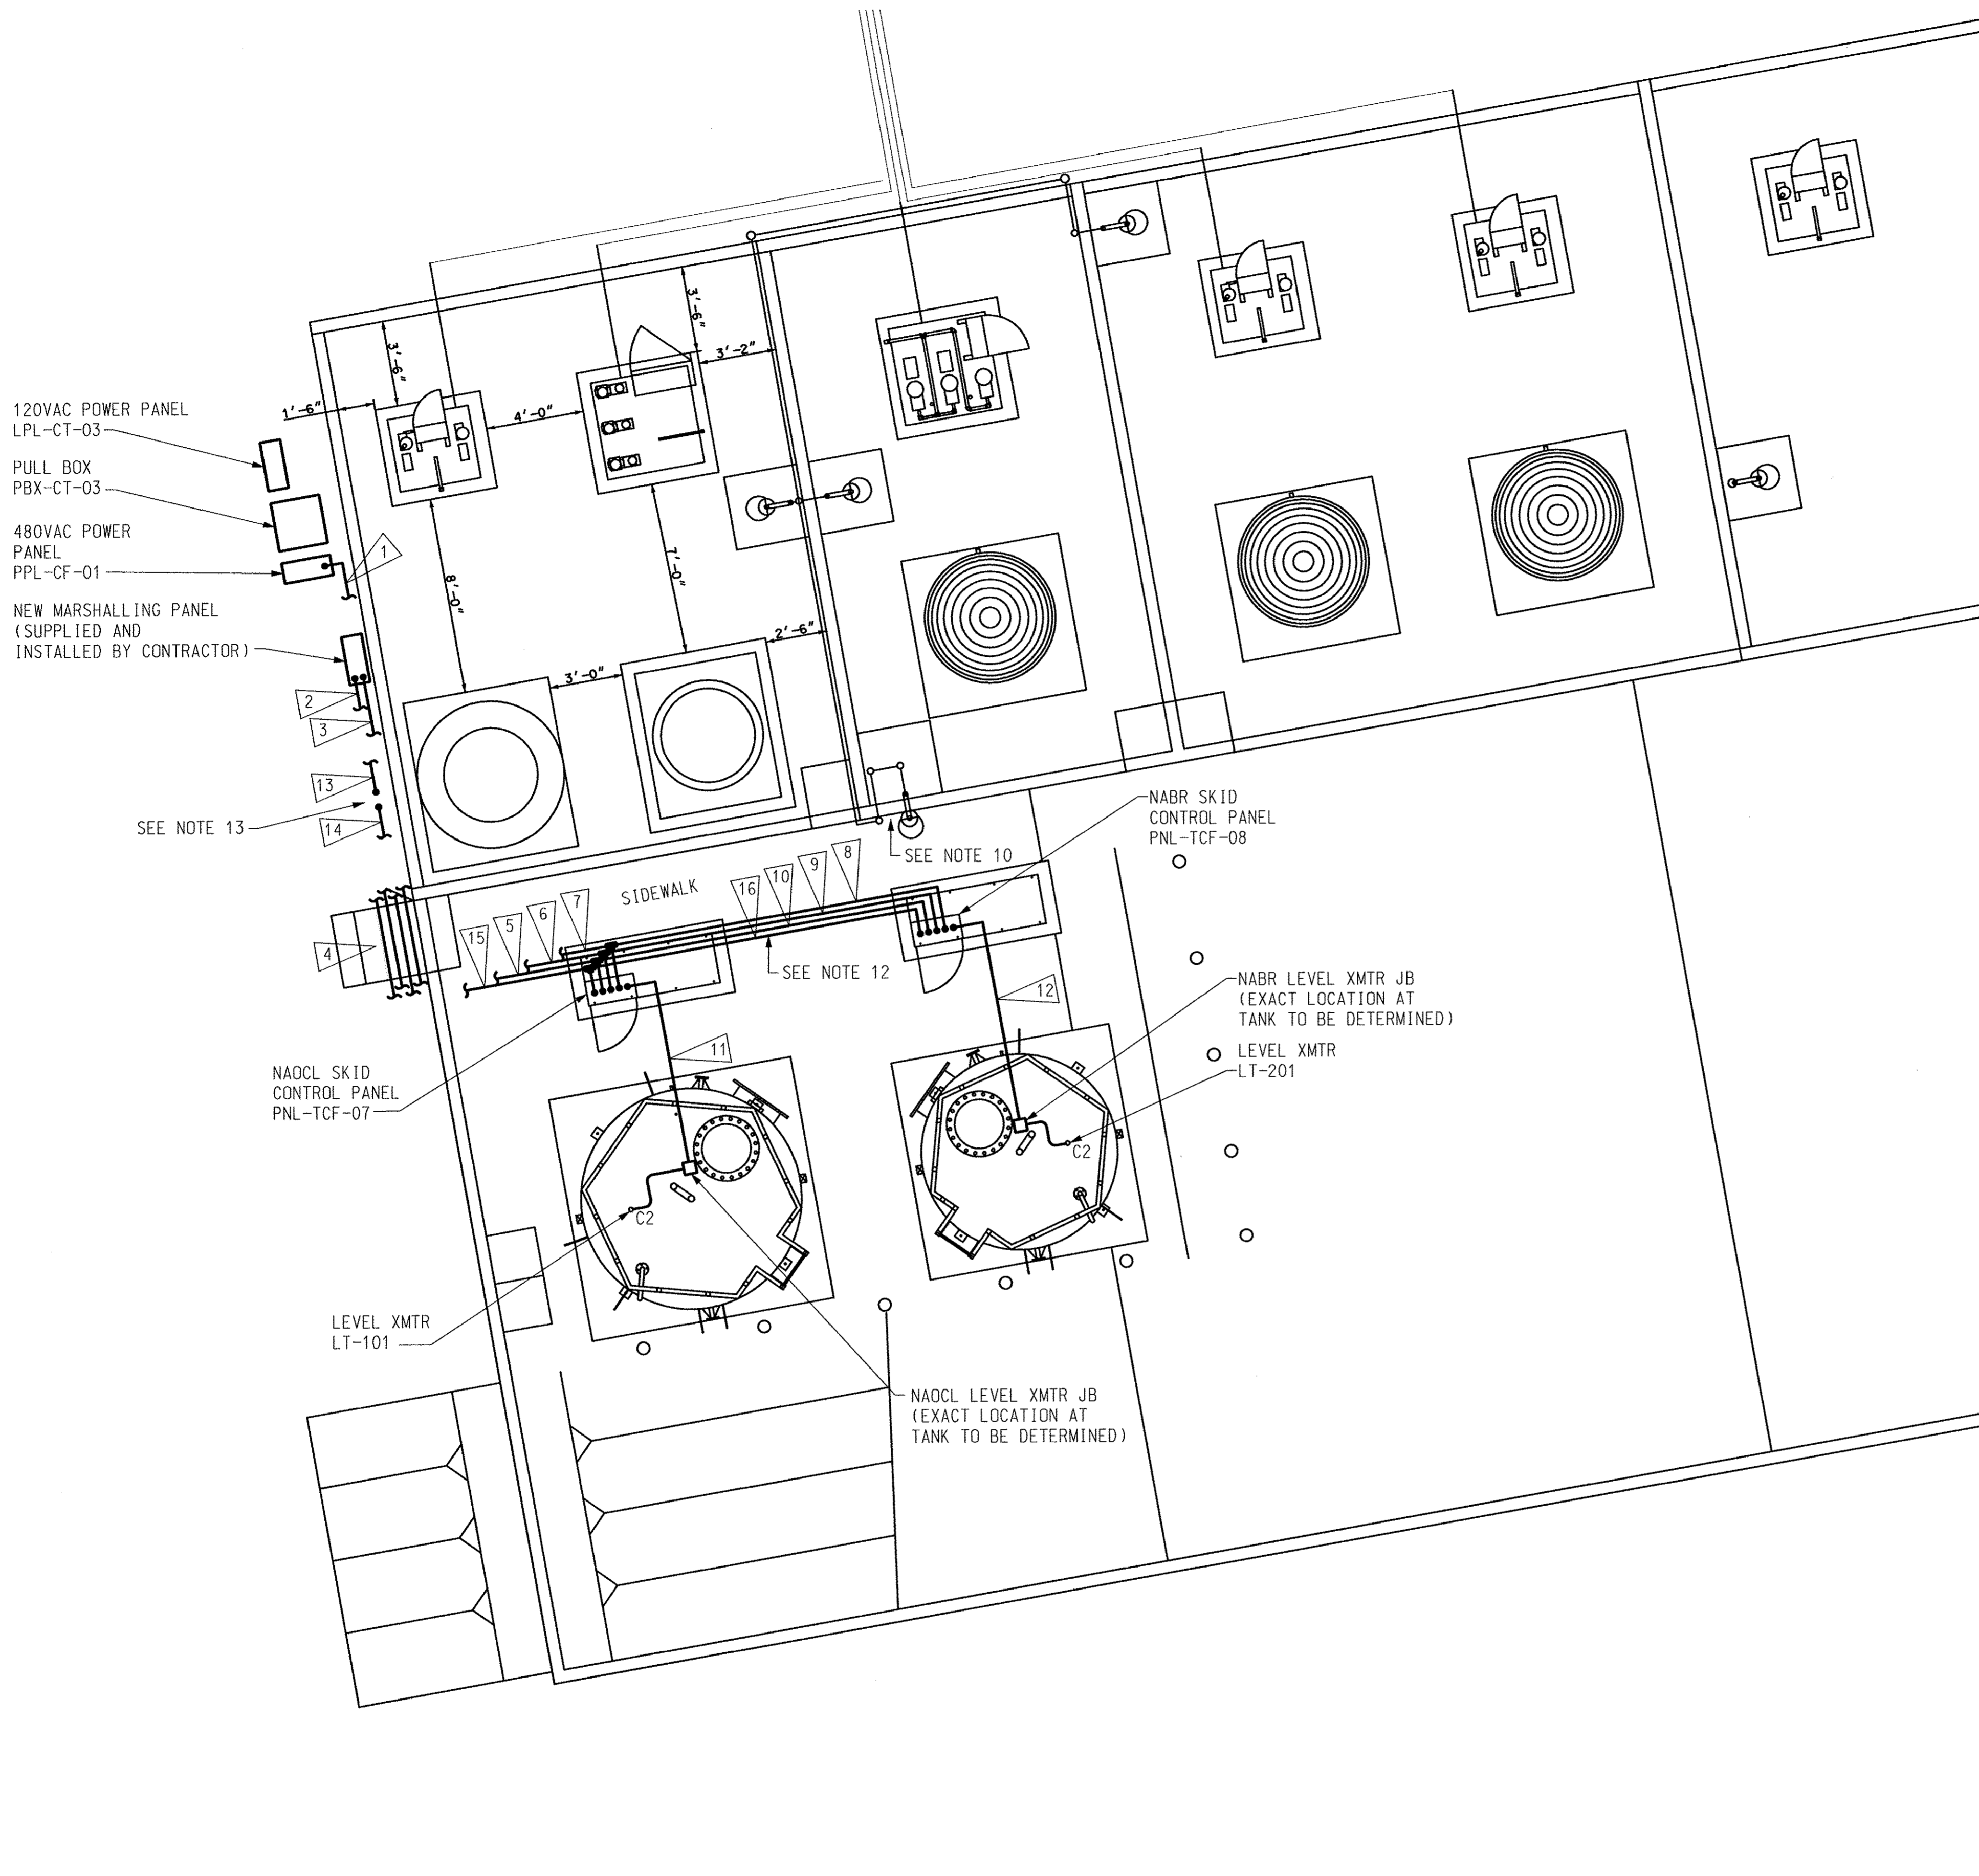 3'-6"
3'-2"
3'-6"
1'-6"
4'-0"
120VAC POWER PANEL
LPL-CT-03
PULL BOX
PBX-CT-03
480VAC POWER
PANEL
PPL-CF-01
1
7'-0"
8'-0"
NEW MARSHALLING PANEL
(SUPPLIED AND
INSTALLED BY CONTRACTOR)
2'-6"
3'-0"
2
3
13
SEE NOTE 13
14
NABR SKID
CONTROL PANEL
PNL-TCF-08
SEE NOTE 10
SIDEWALK
8
9
10
16
7
6
5
15
4
SEE NOTE 12
12
NABR LEVEL XMTR JB
(EXACT LOCATION AT
TANK TO BE DETERMINED)
LEVEL XMTR
LT-201
11
NAOCL SKID
CONTROL PANEL
PNL-TCF-07
C2
C2
LEVEL XMTR
LT-101
NAOCL LEVEL XMTR JB
(EXACT LOCATION AT
TANK TO BE DETERMINED)